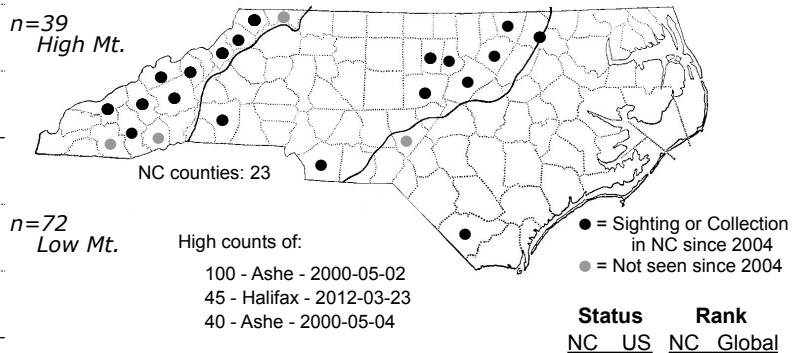 n=39
High Mt.
NC counties: 23
n=72
Low Mt.
High counts of:
100 - Ashe - 2000-05-02
45 - Halifax - 2012-03-23
40 - Ashe - 2000-05-04
● = Sighting or Collection
in NC since 2004
● = Not seen since 2004
Status Rank
NC US NC Global